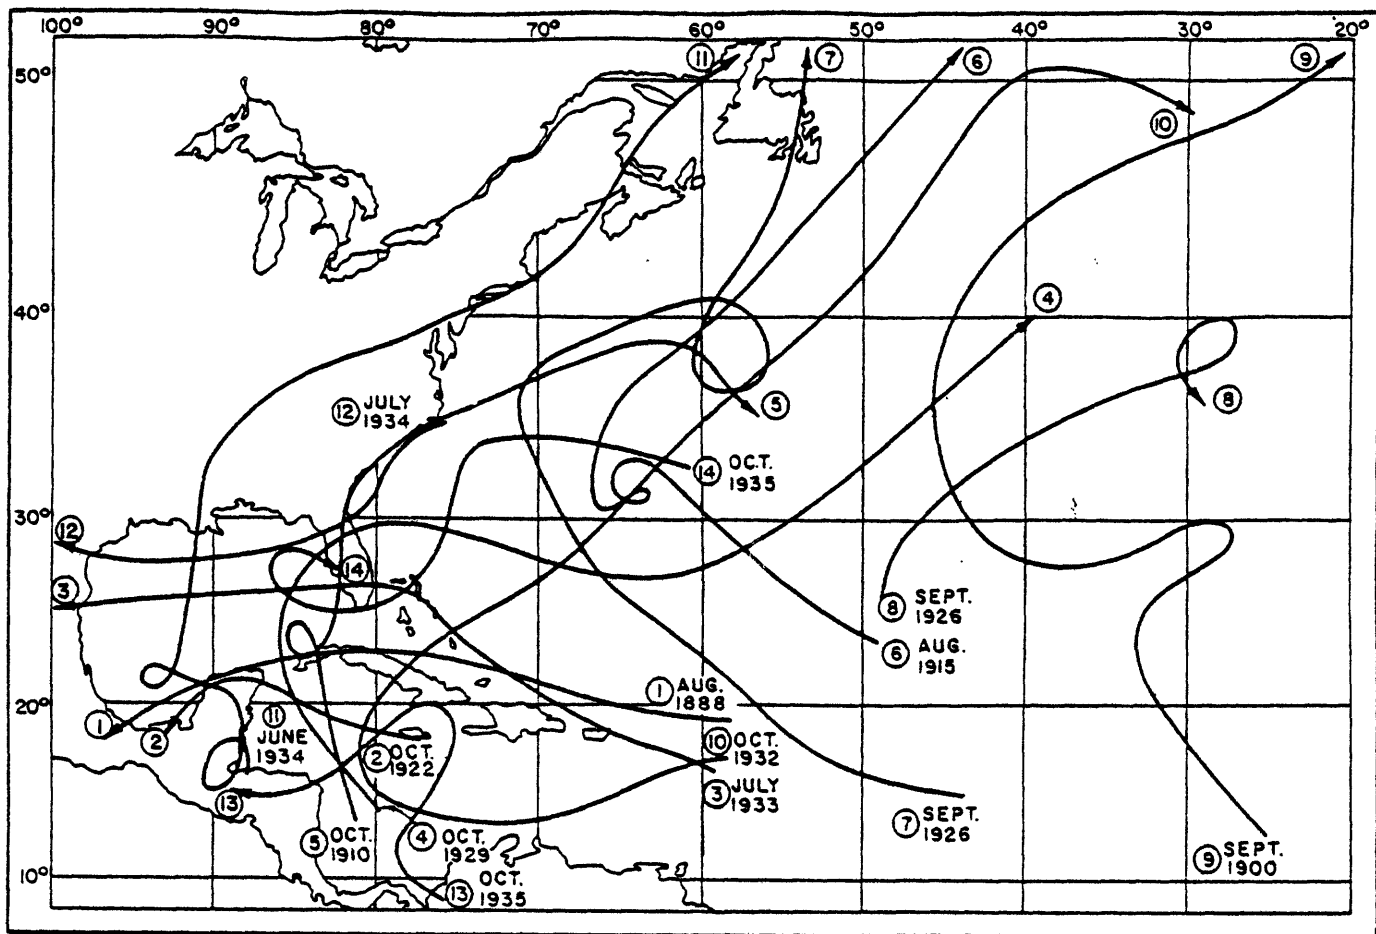 100° 90° 80° 70° 60° 50° 40° 30° 20°
11 7 6 9
50°
10
4
40°
12 JULY
1934
5
8
14 OCT.
1935
30°
12
14
3
8 SEPT.
1926
6 AUG.
1915
1 AUG.
1888
20°
1
2
11
JUNE
1934
2 OCT.
1922
10 OCT.
1932
3 JULY
1933
13
5 OCT.
1910
4 OCT.
1929
7 SEPT.
1926
9 SEPT.
1900
10°
13 OCT.
1935